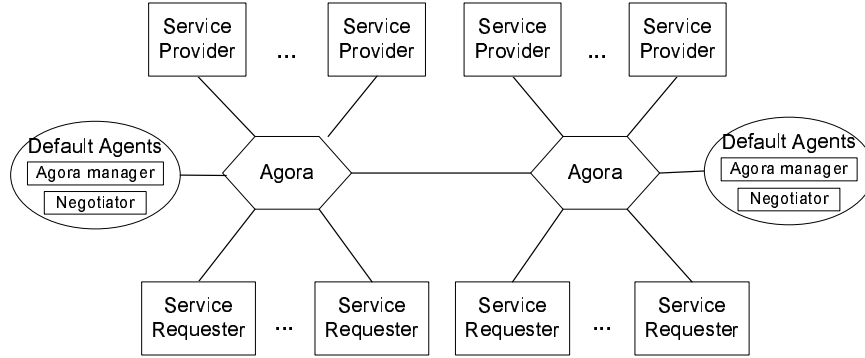 Service
Provider
...
Service
Provider
Service
Provider
...
Service
Provider
Default Agents
Agora manager
Negotiator
Agora
Agora
Default Agents
Agora manager
Negotiator
Service
Requester
...
Service
Requester
Service
Requester
...
Service
Requester